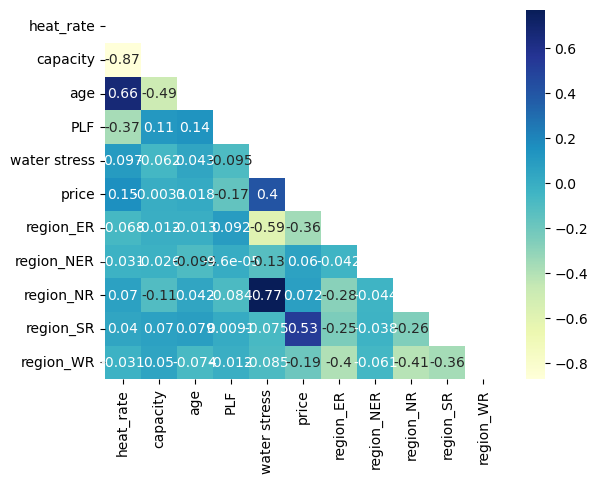 heat_rate
capacity -0.87
age 0.66 -0.49
PLF -0.37 0.11 0.14
water stress 0.097 -0.062 0.043 -0.095
price 0.15 -0.0033 0.018 -0.17 0.4
region_ER -0.068 -0.012 -0.013 0.092 -0.59 -0.36
region_NER -0.031 -0.13 0.06 -0.042
region_NR 0.07 -0.11 0.042 -0.084 0.77 0.072 -0.28 -0.044
region_SR 0.04 0.07 0.079 -0.075 0.53 -0.25 -0.038 -0.26
region_WR -0.031 0.05 -0.074 -0.012 -0.19 -0.4 -0.41 -0.36
heat_rate
capacity
age
PLF
water stress
price
region_ER
region_NER
region_NR
region_SR
region_WR
0.6
0.4
0.2
0.0
−0.2
−0.4
−0.6
−0.8